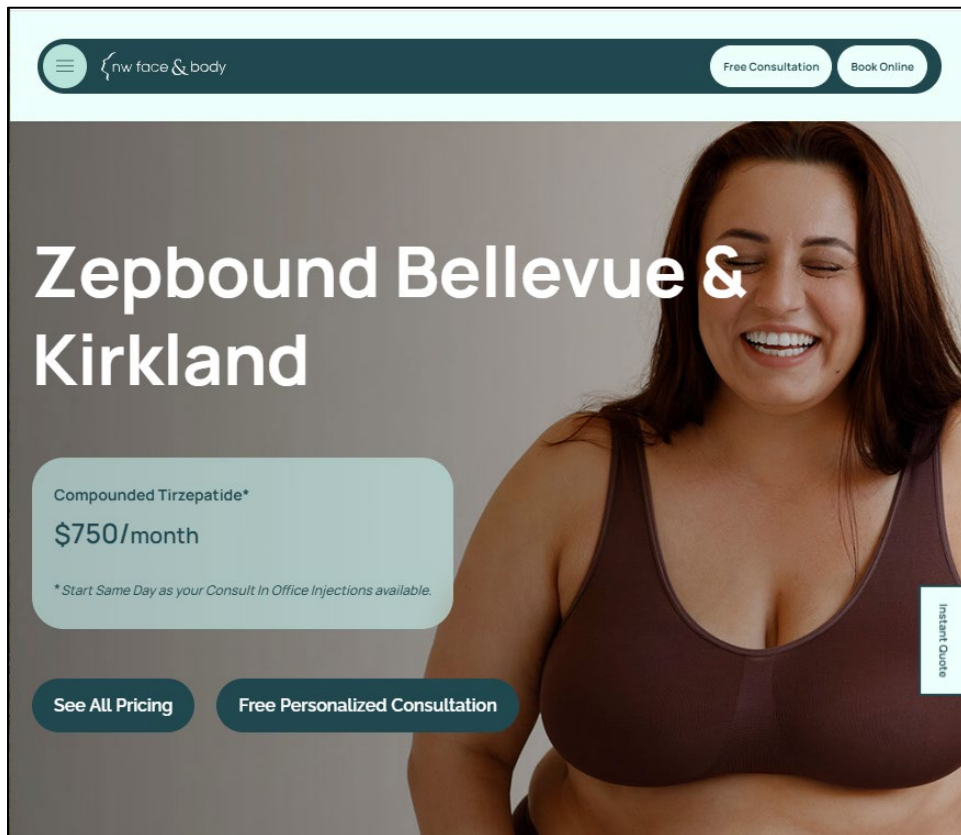 nw face & body
Free Consultation
Book Online
Zepbound Bellevue &
Kirkland
Compounded Tirzepatide*
$750/month
*Start Same Day as your Consult In Office Injections available.
Instant Quote
See All Pricing
Free Personalized Consultation